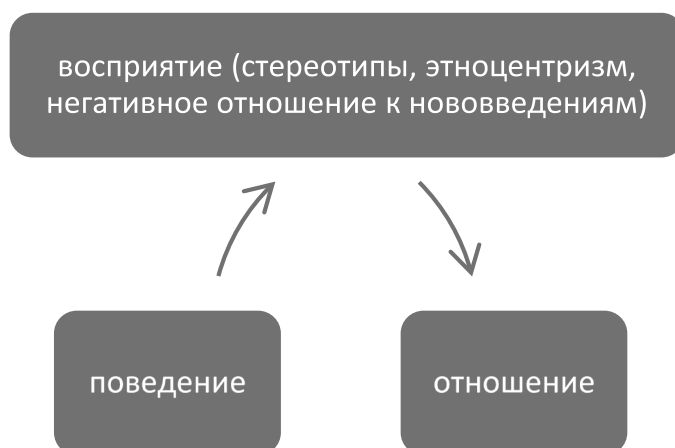 восприятие (стереотипы, этноцентризм,
негативное отношение к нововведениям)
поведение
отношение